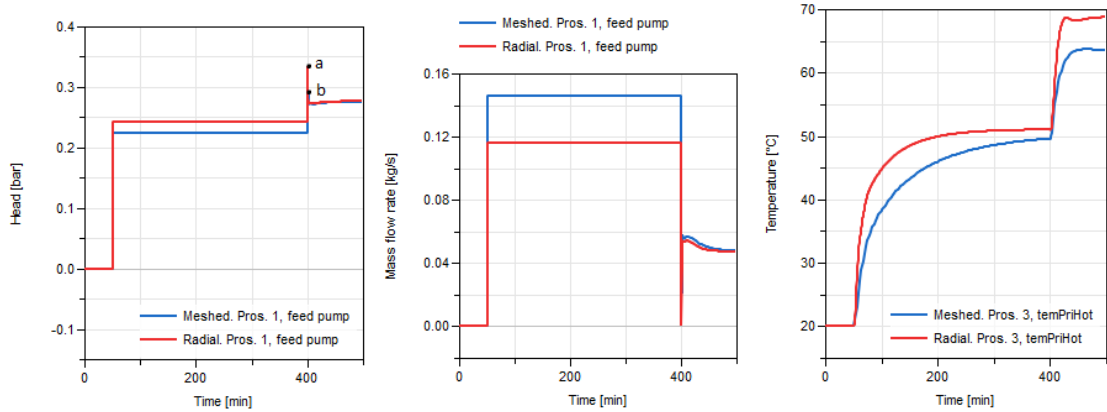 0.4
0.3
0.2
0.1
0.0
-0.1
Head [bar]
a
b
Meshed. Pros. 1, feed pump
Radial. Pros. 1, feed pump
0
200
400
Time [min]
Meshed. Pros. 1, feed pump
Radial. Pros. 1, feed pump
0.16
0.12
0.08
0.04
0.00
Mass flow rate [kg/s]
0
200
400
Time [min]
70
60
50
40
30
20
Temperature [°C]
Meshed. Pros. 3, temPriHot
Radial. Pros. 3, temPriHot
0
200
400
Time [min]